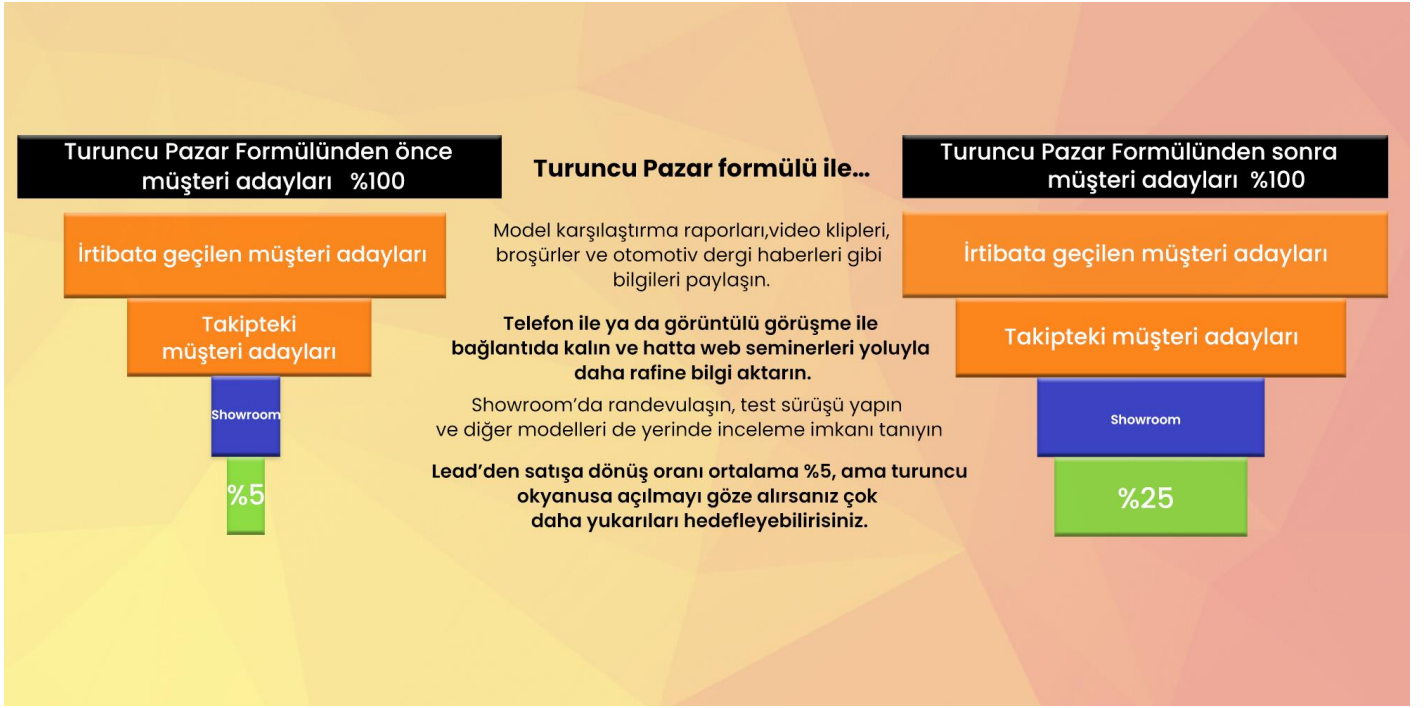 Turuncu Pazar Formülünden önce
müşteri adayları %100
İrtibata geçilen müşteri adayları
Takipteki
müşteri adayları
Showroom
%5
Turuncu Pazar formülü ile...
Model karşılaştırma raporları,video klipleri,
broşürler ve otomotiv dergi haberleri gibi
bilgileri paylaşın.
Telefon ile ya da görüntülü görüşme ile
bağlantıda kalın ve hatta web seminerleri yoluyla
daha rafine bilgi aktarın.
Showroom’da randevulaşın, test sürüşü yapın
ve diğer modelleri de yerinde inceleme imkanı tanıyın
Lead’den satışa dönüş oranı ortalama %5, ama turuncu
okyanusa açılmayı göze alırsanız çok
daha yukarıları hedefleyebilirisiniz.
Turuncu Pazar Formülünden sonra
müşteri adayları %100
İrtibata geçilen müşteri adayları
Takipteki müşteri adayları
Showroom
%25